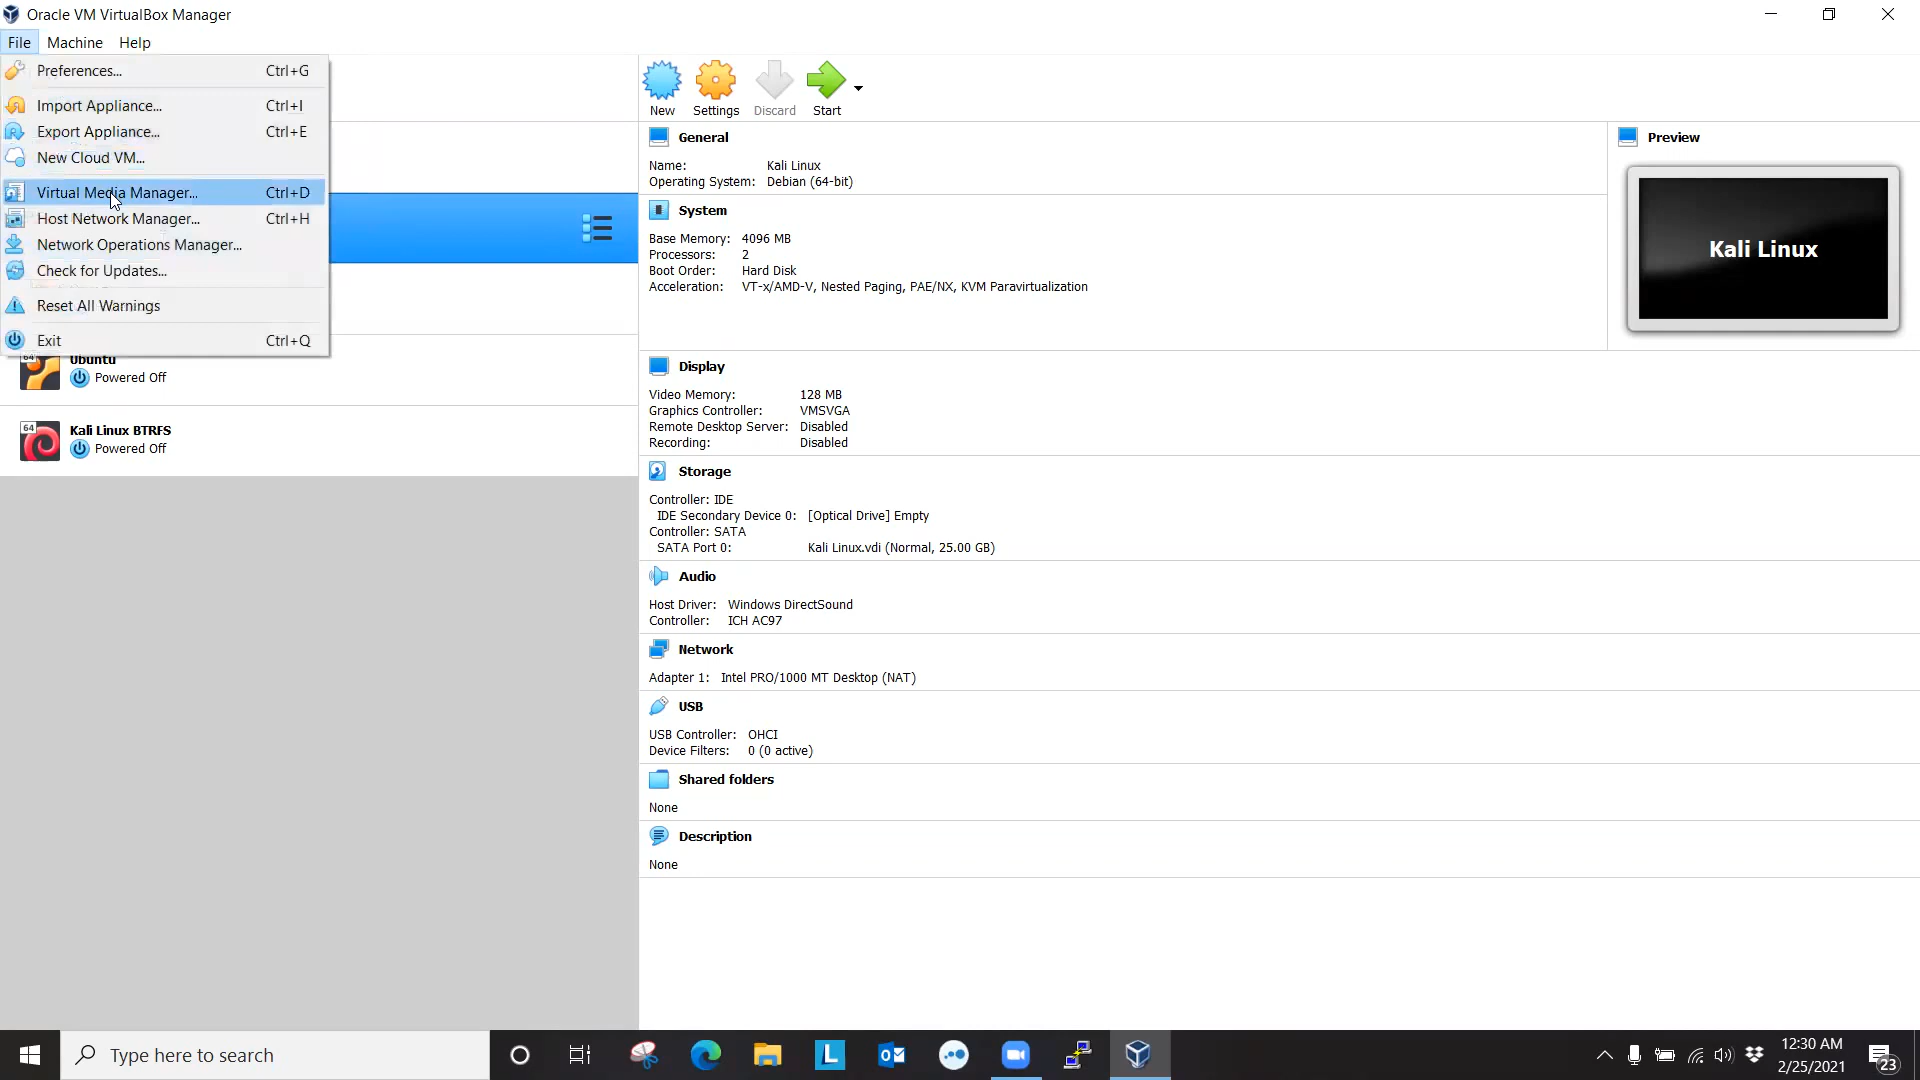 Oracle VM VirtualBox Manager
File Machine Help
Preferences... Ctrl+G
Import Appliance... Ctrl+I
Export Appliance... Ctrl+E
New Cloud VM...
Virtual Media Manager... Ctrl+D
Host Network Manager... Ctrl+H
Network Operations Manager...
Check for Updates...
Reset All Warnings
Exit Ctrl+Q
64 Ubuntu
Powered Off
64 Kali Linux BTRFS
Powered Off
New Settings Discard Start
General
Name: Kali Linux
Operating System: Debian (64-bit)
System
Base Memory: 4096 MB
Processors: 2
Boot Order: Hard Disk
Acceleration: VT-x/AMD-V, Nested Paging, PAE/NX, KVM Paravirtualization
Preview
Kali Linux
Display
Video Memory: 128 MB
Graphics Controller: VMSVGA
Remote Desktop Server: Disabled
Recording: Disabled
Storage
Controller: IDE
IDE Secondary Device 0: [Optical Drive] Empty
Controller: SATA
SATA Port 0: Kali Linux.vdi (Normal, 25.00 GB)
Audio
Host Driver: Windows DirectSound
Controller: ICH AC97
Network
Adapter 1: Intel PRO/1000 MT Desktop (NAT)
USB
USB Controller: OHCI
Device Filters: 0 (0 active)
Shared folders
None
Description
None
Type here to search
L
12:30 AM
2/25/2021
23